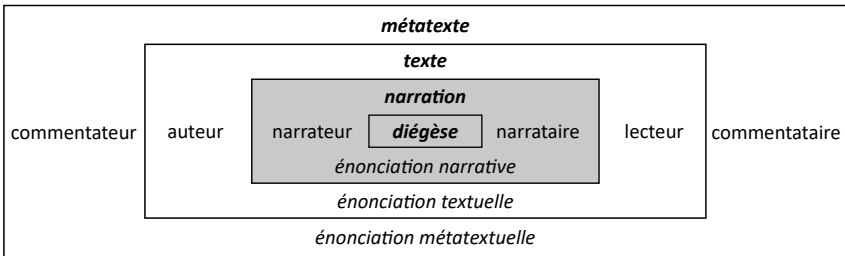 métatexte
texte
narration
commentateur auteur narrateur diégèse narrataire lecteur commentataire
énonciation narrative
énonciation textuelle
énonciation métatextuelle